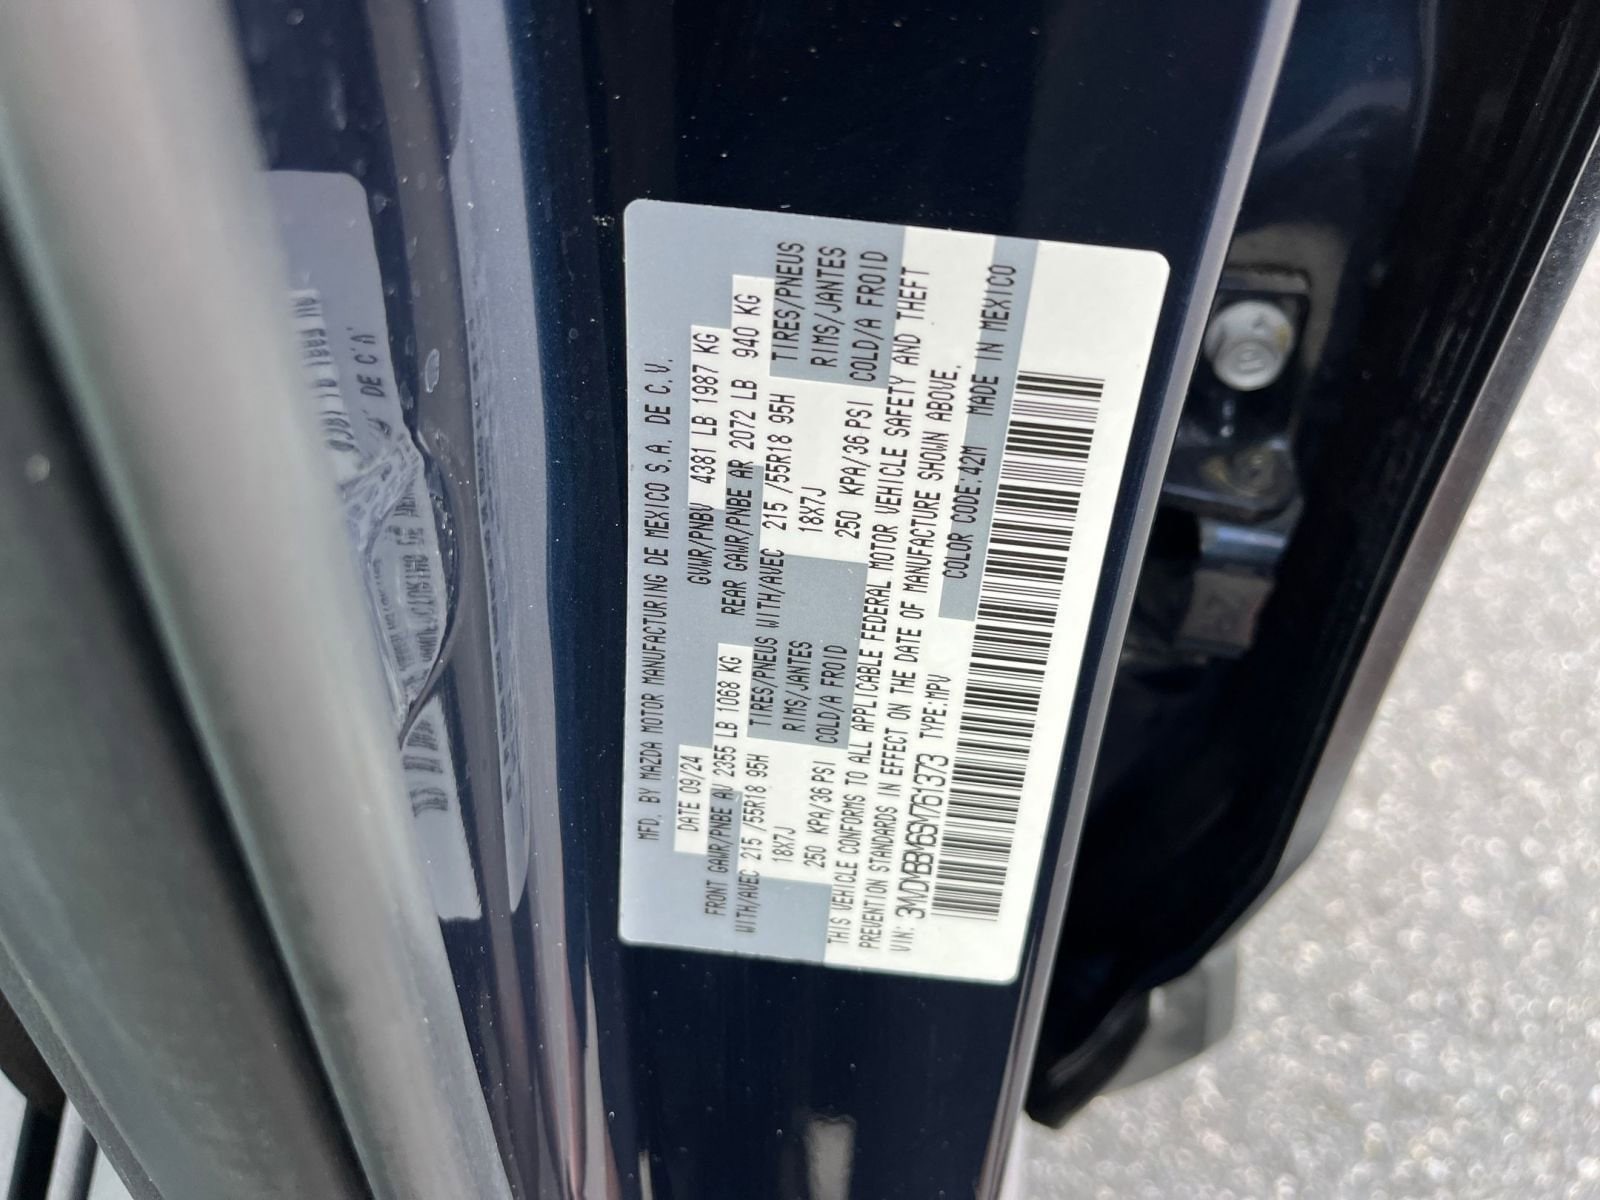 MFD. BY MAZDA MOTOR MANUFACTURING DE MEXICO S.A. DE C.V.
DATE 09/24 GVWR/PNBV 4381 LB 1987 KG
FRONT GAWR/PNBE AV 2355 LB 1068 KG REAR GAWR/PNBE AR 2072 LB 940 KG
WITH/AVEC 215 /55R18 95H TIRES/PNEUS WITH/AVEC 215 /55R18 95H TIRES/PNEUS
18X7J RIMS/JANTES 18X7J RIMS/JANTES
250 KPA/36 PSI COLD/A FROID 250 KPA/36 PSI COLD/A FROID
THIS VEHICLE CONFORMS TO ALL APPLICABLE FEDERAL MOTOR VEHICLE SAFETY AND THEFT
PREVENTION STANDARDS IN EFFECT ON THE DATE OF MANUFACTURE SHOWN ABOVE.
VIN: 3MVDMBBM6SM761373 TYPE:MPV COLOR CODE:42M MADE IN MEXICO